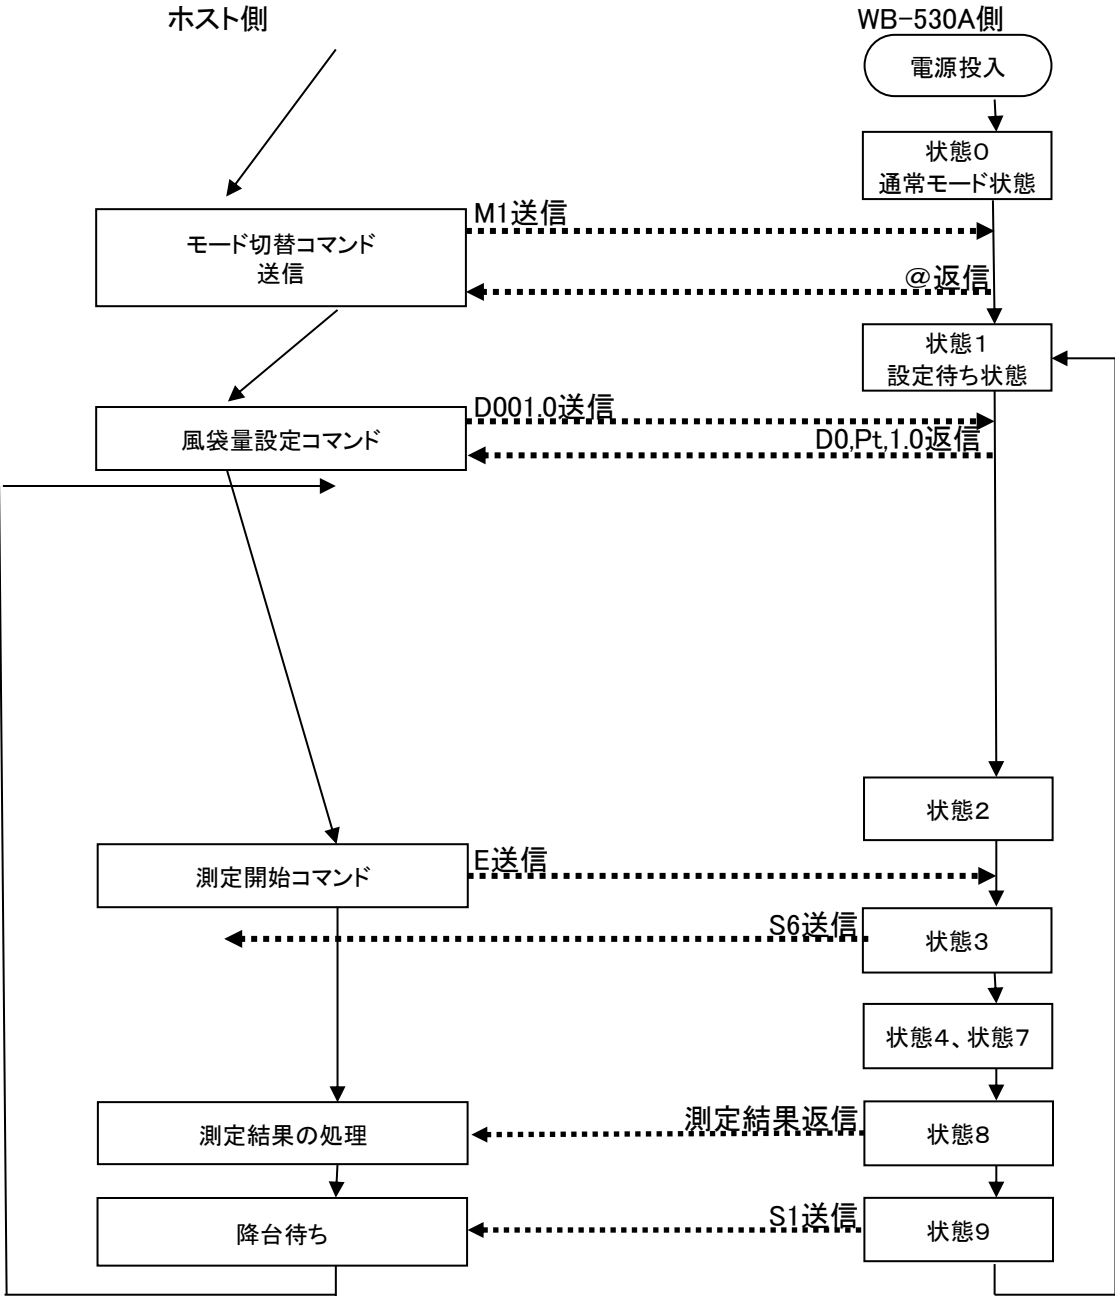 ホスト側
WB-530A側
電源投入
状態0
通常モード状態
M1送信
モード切替コマンド
送信
@返信
状態1
設定待ち状態
D001.0送信
風袋量設定コマンド
D0,Pt,1.0返信
状態2
E送信
測定開始コマンド
S6送信
状態3
状態4、状態7
測定結果返信
測定結果の処理
状態8
S1送信
降台待ち
状態9